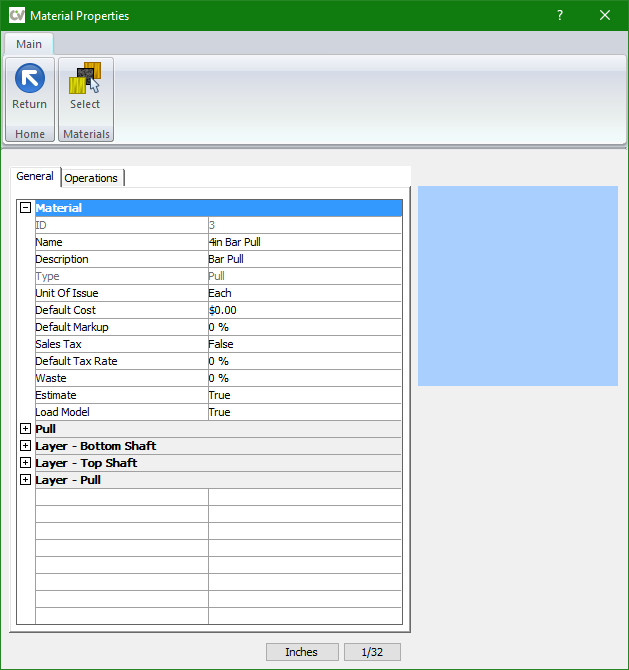 CV Material Properties ?
Main
Return Select
Home Materials
General Operations
Material
ID 3
Name 4in Bar Pull
Description Bar Pull
Type Pull
Unit Of Issue Each
Default Cost $0.00
Default Markup 0 %
Sales Tax False
Default Tax Rate 0 %
Waste 0 %
Estimate True
Load Model True
Pull
Layer - Bottom Shaft
Layer - Top Shaft
Layer - Pull
Inches 1/32